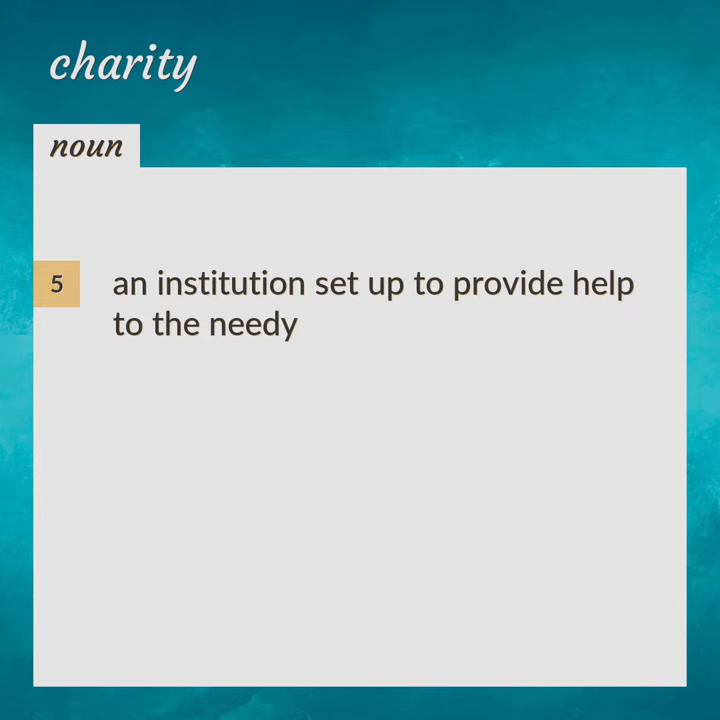 charity
noun
5
an institution set up to provide help
to the needy